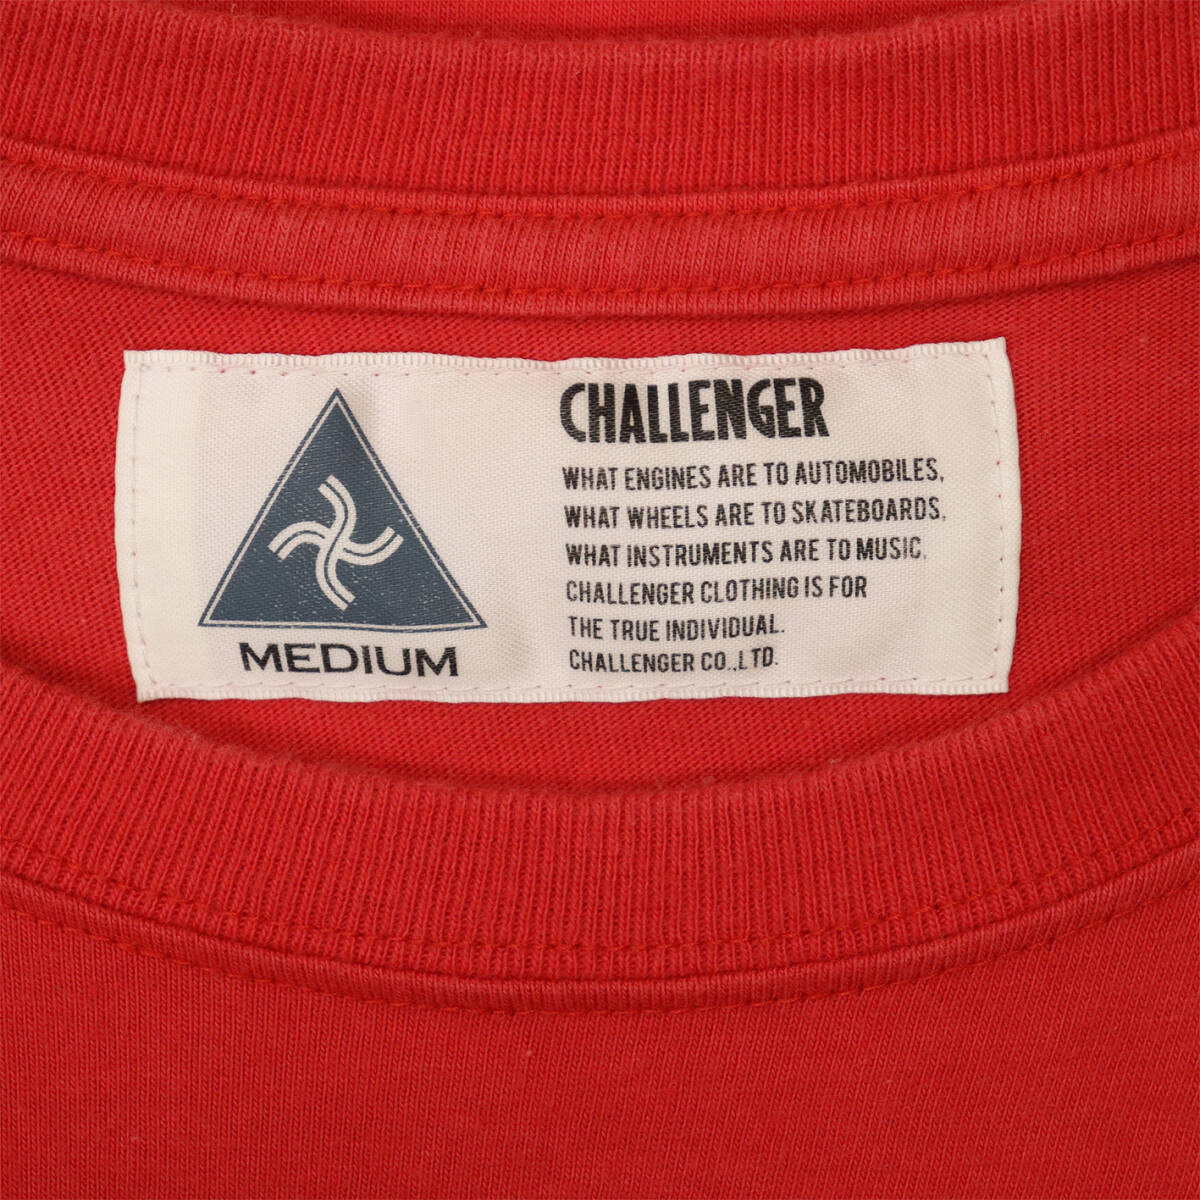 CHALLENGER
WHAT ENGINES ARE TO AUTOMOBILES,
WHAT WHEELS ARE TO SKATEBOARDS,
WHAT INSTRUMENTS ARE TO MUSIC,
CHALLENGER CLOTHING IS FOR
THE TRUE INDIVIDUAL.
CHALLENGER CO.,LTD.
MEDIUM